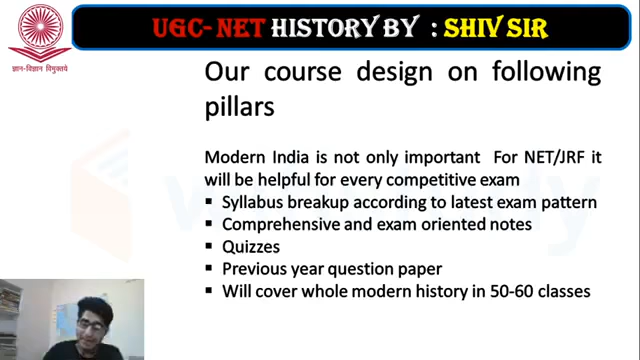 UGC- NET HISTORY BY : SHIV SIR
ज्ञान-विज्ञान विमुक्तये
Our course design on following
pillars
Modern India is not only important For NET/JRF it
will be helpful for every competitive exam
▪ Syllabus breakup according to latest exam pattern
▪ Comprehensive and exam oriented notes
▪ Quizzes
▪ Previous year question paper
▪ Will cover whole modern history in 50-60 classes